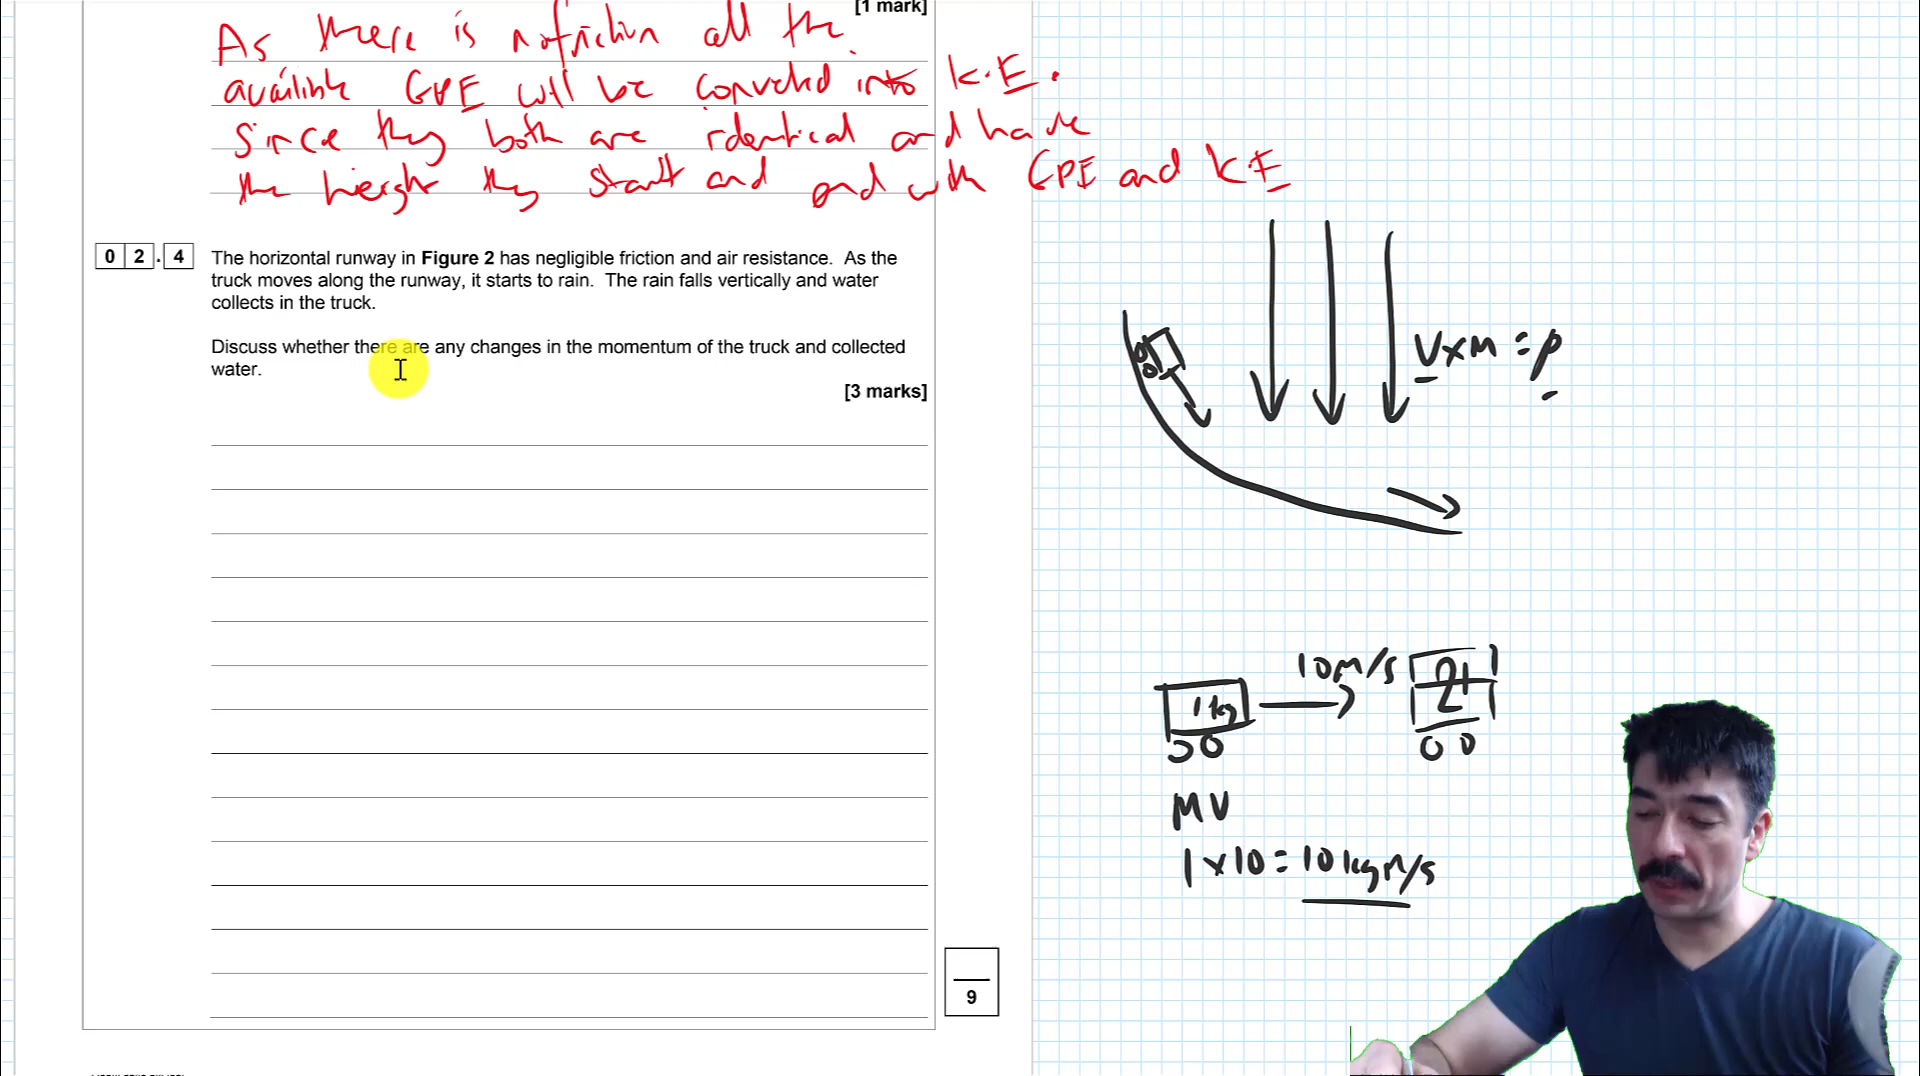 [1 mark]
As there is no friction all the
available GPE will be converted into K.E.
Since they both are identical and have
the height they start and end with GPE and KE
0 2 . 4 The horizontal runway in Figure 2 has negligible friction and air resistance. As the
truck moves along the runway, it starts to rain. The rain falls vertically and water
collects in the truck.
Discuss whether there are any changes in the momentum of the truck and collected
water.
[3 marks]
V x M = p
10 M/s
1 kg
2
M V
1 x 10 = 10 kg M/s
9